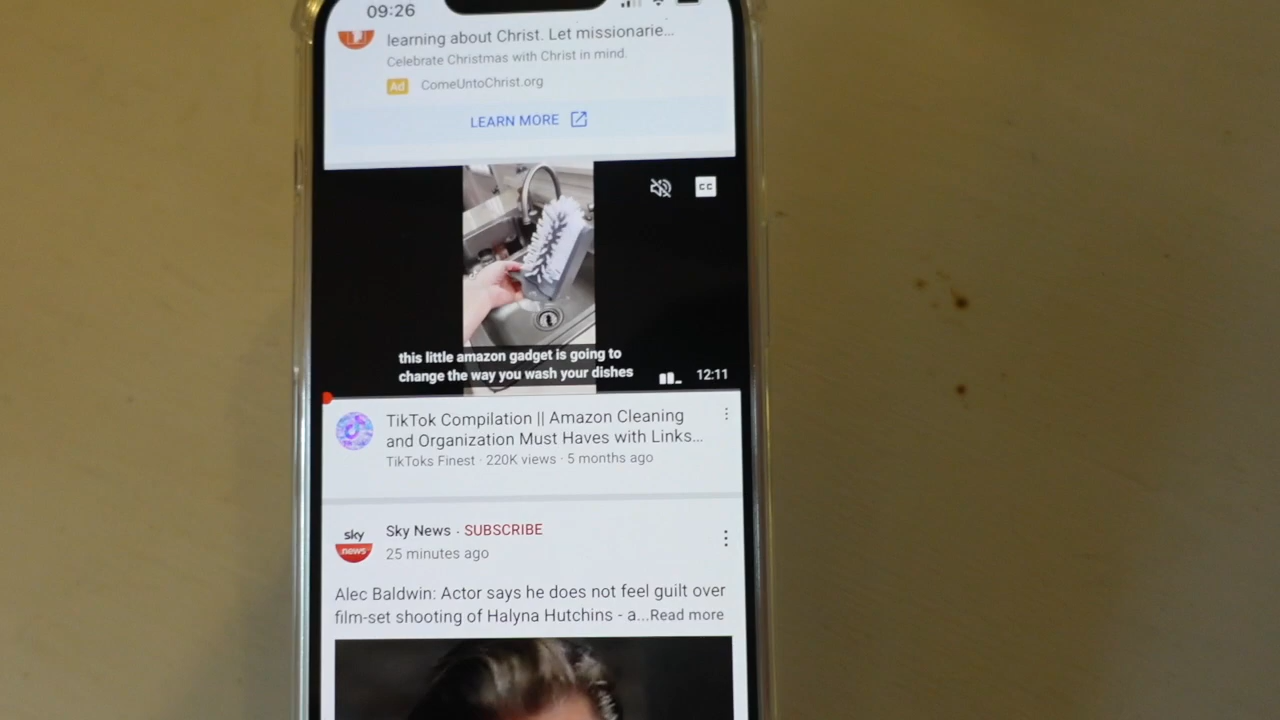 09:26
learning about Christ. Let missionarie...
Celebrate Christmas with Christ in mind.
Ad ComeUntoChrist.org
LEARN MORE
CC
this little amazon gadget is going to
change the way you wash your dishes
12:11
TikTok Compilation || Amazon Cleaning
and Organization Must Haves with Links...
TikToks Finest · 220K views · 5 months ago
sky
news
Sky News · SUBSCRIBE
25 minutes ago
Alec Baldwin: Actor says he does not feel guilt over
film-set shooting of Halyna Hutchins - a...Read more